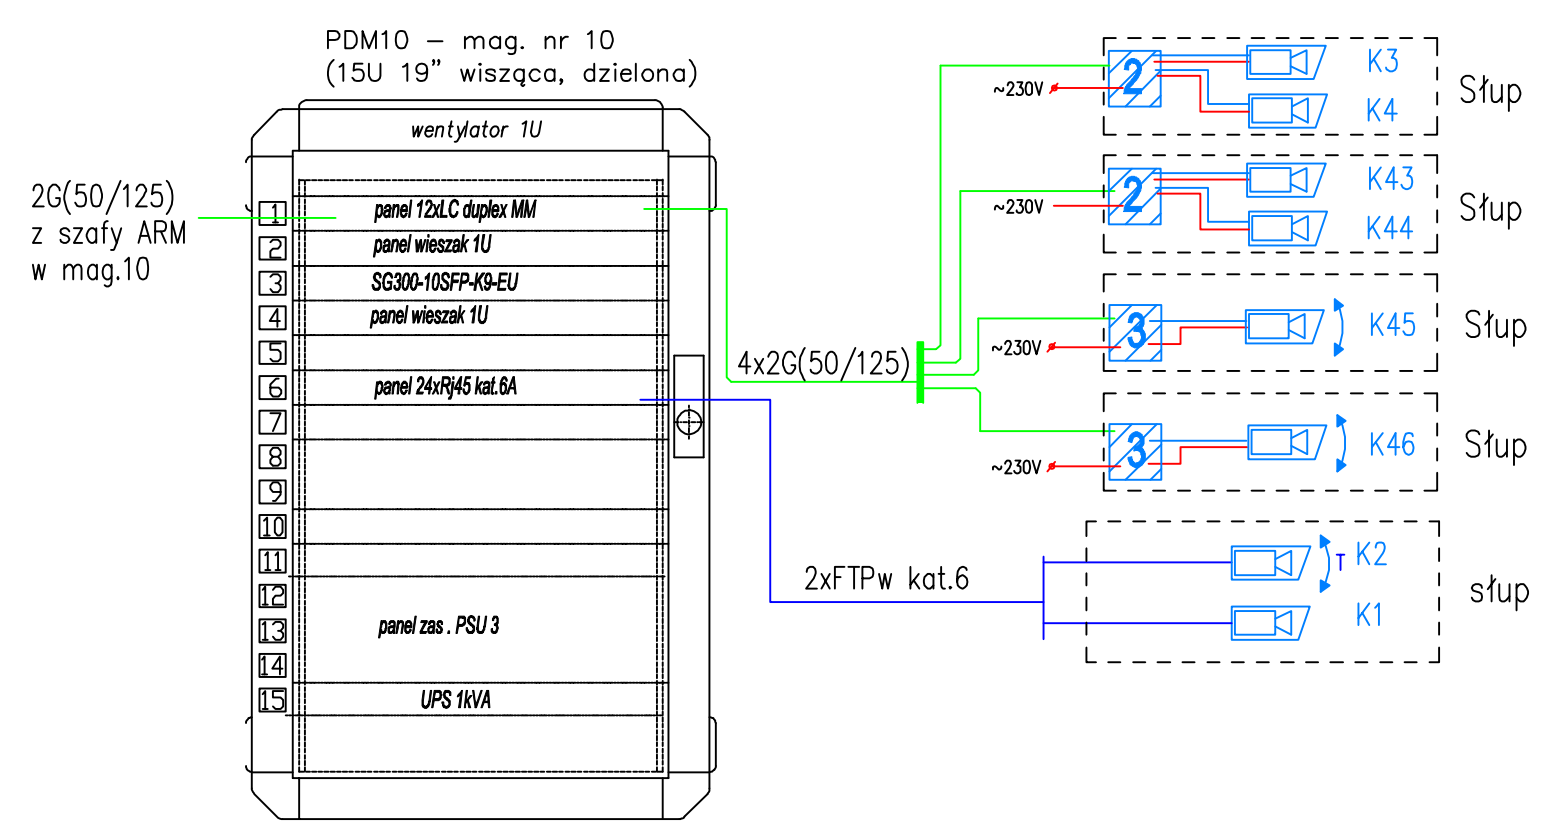 PDM10 – mag. nr 10
(15U 19" wisząca, dzielona)
wentylator 1U
2G(50/125)
z szafy ARM
w mag.10
1 panel 12xLC duplex MM
2 panel wieszak 1U
3 SG300-10SFP-K9-EU
4 panel wieszak 1U
5
6 panel 24xRj45 kat.6A
7
8
9
10
11
12
13 panel zas . PSU 3
14
15 UPS 1kVA
4x2G(50/125)
2xFTPw kat.6
~230V 2 K3
K4
Słup
~230V 2 K43
K44
Słup
~230V 3 K45
Słup
~230V 3 K46
Słup
T K2
K1
słup